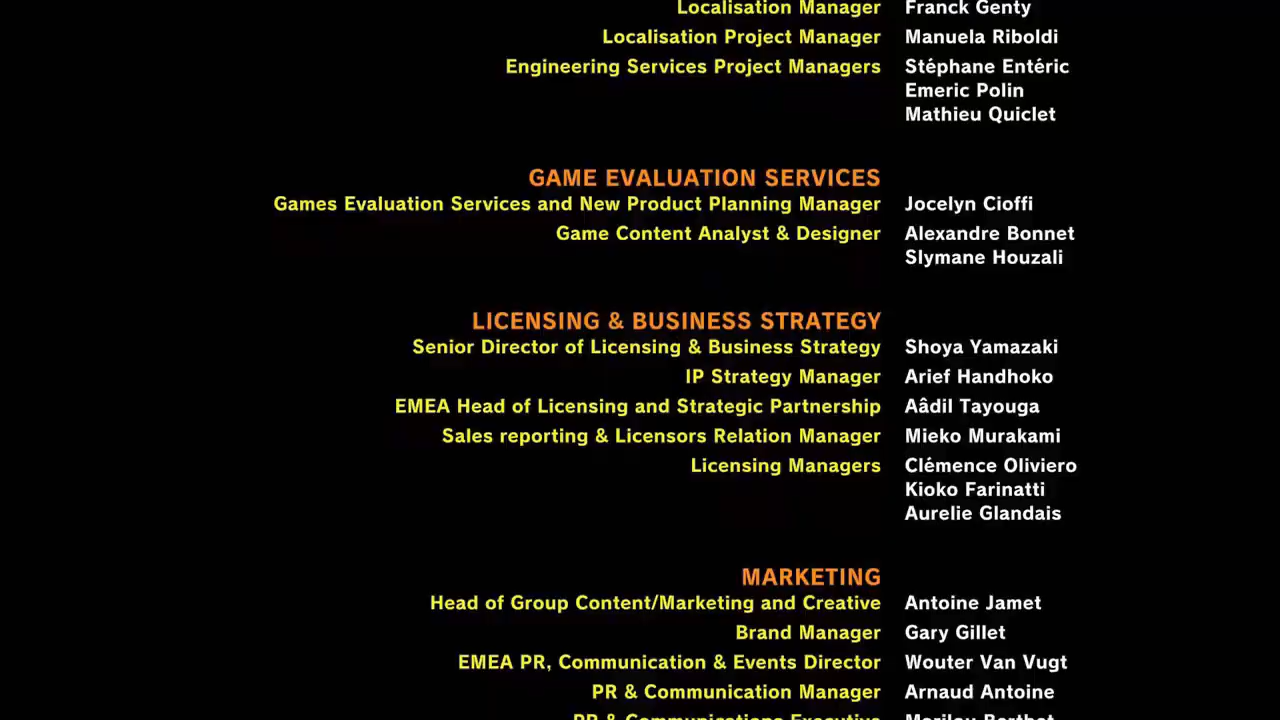 Localisation Manager Franck Genty
Localisation Project Manager Manuela Riboldi
Engineering Services Project Managers Stéphane Entéric
Emeric Polin
Mathieu Quiclet
GAME EVALUATION SERVICES
Games Evaluation Services and New Product Planning Manager Jocelyn Cioffi
Game Content Analyst & Designer Alexandre Bonnet
Slymane Houzali
LICENSING & BUSINESS STRATEGY
Senior Director of Licensing & Business Strategy Shoya Yamazaki
IP Strategy Manager Arief Handhoko
EMEA Head of Licensing and Strategic Partnership Aâdil Tayouga
Sales reporting & Licensors Relation Manager Mieko Murakami
Licensing Managers Clémence Oliviero
Kioko Farinatti
Aurelie Glandais
MARKETING
Head of Group Content/Marketing and Creative Antoine Jamet
Brand Manager Gary Gillet
EMEA PR, Communication & Events Director Wouter Van Vugt
PR & Communication Manager Arnaud Antoine
PR & Communications Executive